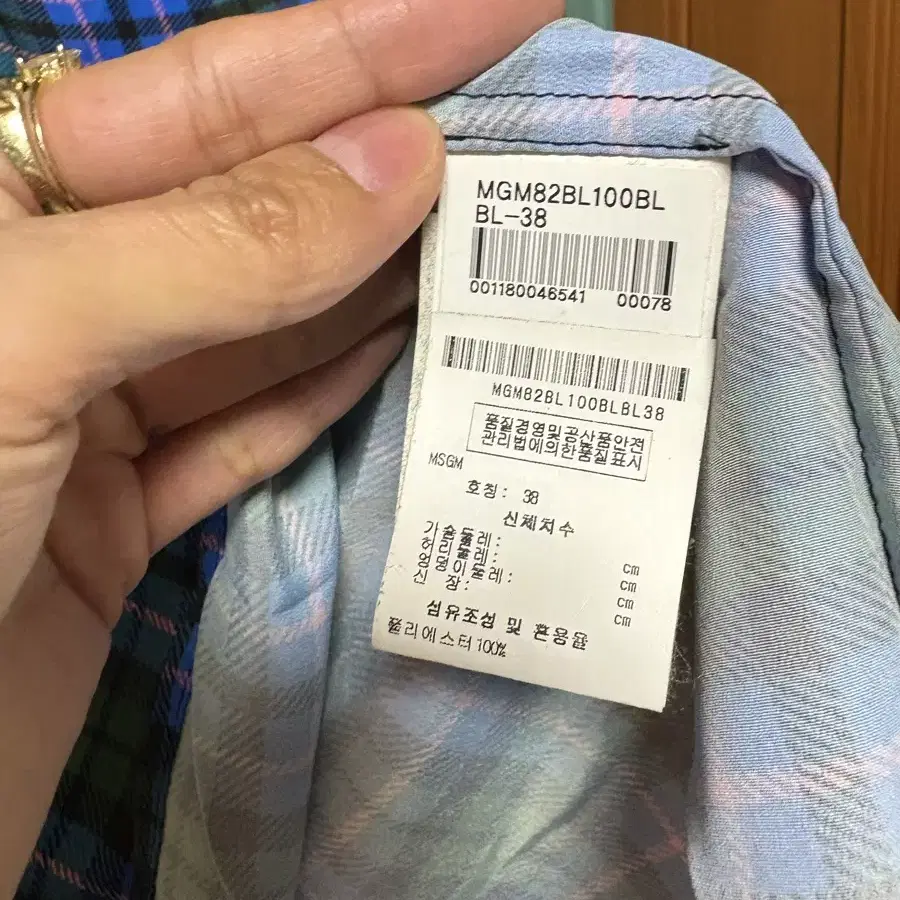 MGM82BL100BL
BL-38
001180046541 00078
MGM82BL100BLBL38
품질경영및공산품안전
관리법에의한품질표시
MSGM
호칭: 38
신체치수
가슴둘레: cm
허리둘레: cm
엉덩이둘레: cm
신 장: cm
섬유조성 및 혼용율
폴리에스터 100%